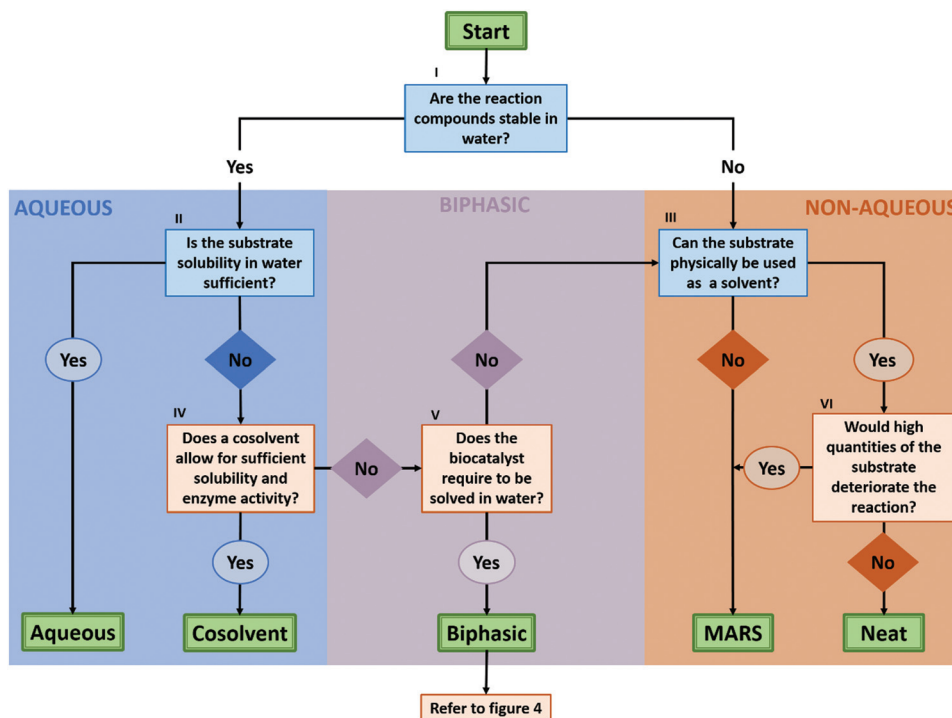 Start
I
Are the reaction
compounds stable in
water?
Yes
No
AQUEOUS
BIPHASIC
NON-AQUEOUS
II
Is the substrate
solubility in water
sufficient?
III
Can the substrate
physically be used
as a solvent?
Yes
No
No
No
Yes
IV
Does a cosolvent
allow for sufficient
solubility and
enzyme activity?
No
V
Does the
biocatalyst
require to be
solved in water?
Yes
VI
Would high
quantities of the
substrate
deteriorate the
reaction?
Yes
Yes
No
Aqueous
Cosolvent
Biphasic
MARS
Neat
Refer to figure 4